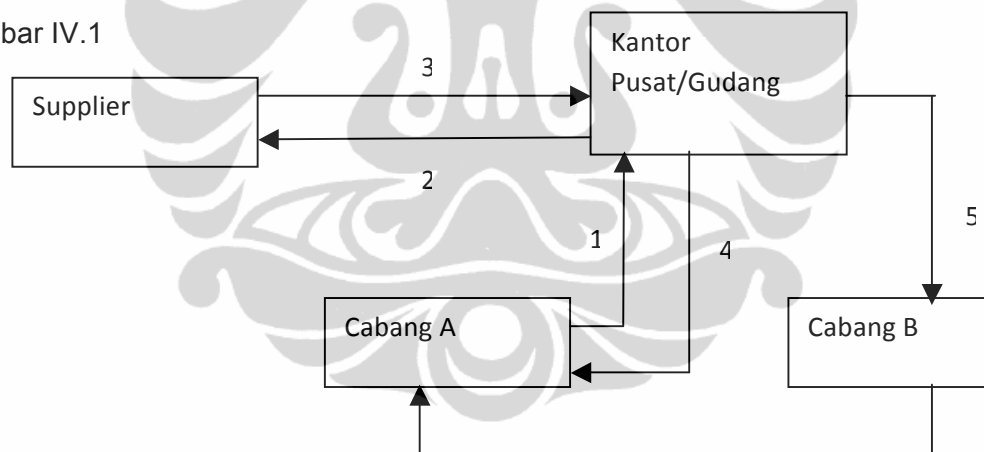 bar IV.1
Kantor
Pusat/Gudang
3
Supplier
2
1
4
5
Cabang A
Cabang B